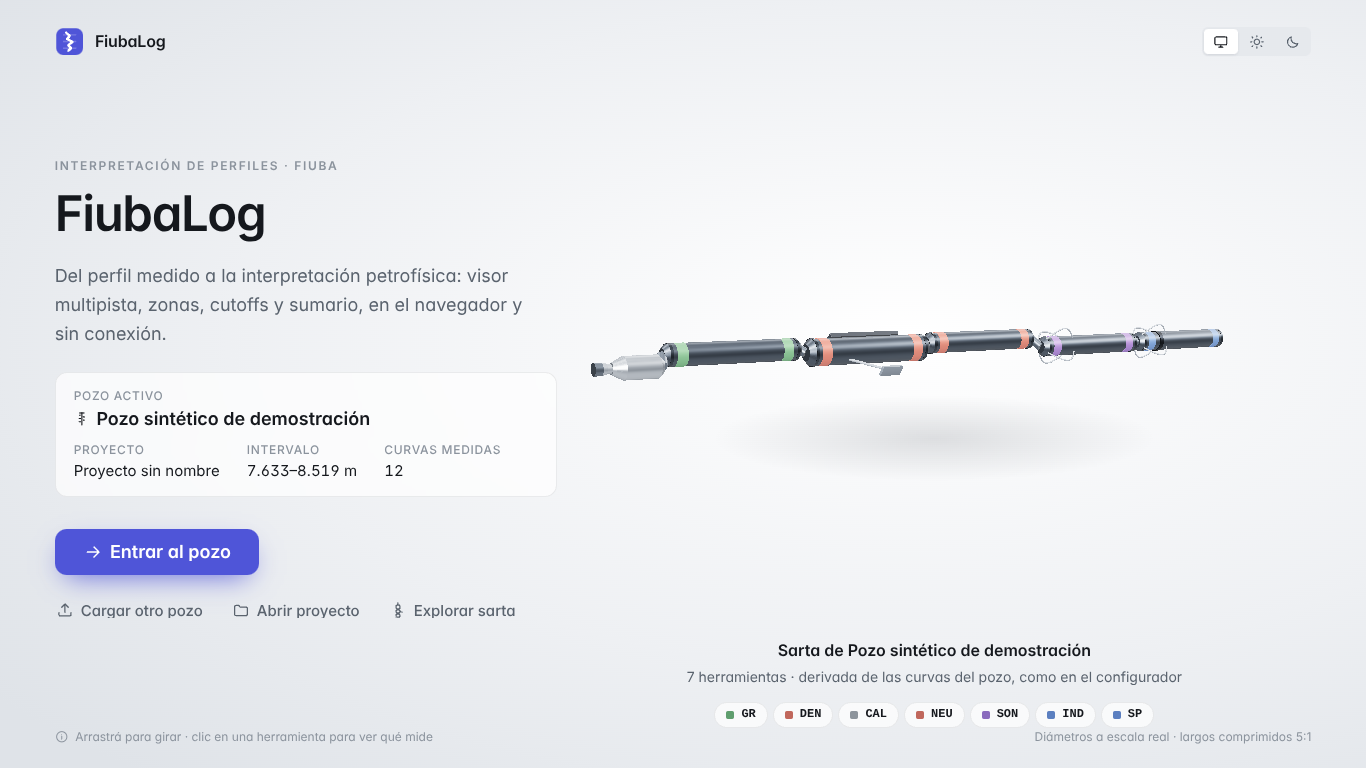 FiubaLog
INTERPRETACIÓN DE PERFILES · FIUBA
FiubaLog
Del perfil medido a la interpretación petrofísica: visor
multipista, zonas, cutoffs y sumario, en el navegador y
sin conexión.
POZO ACTIVO
Pozo sintético de demostración
PROYECTO INTERVALO CURVAS MEDIDAS
Proyecto sin nombre 7.633–8.519 m 12
Entrar al pozo
Cargar otro pozo Abrir proyecto Explorar sarta
Sarta de Pozo sintético de demostración
7 herramientas · derivada de las curvas del pozo, como en el configurador
GR DEN CAL NEU SON IND SP
Arrastrá para girar · clic en una herramienta para ver qué mide
Diámetros a escala real · largos comprimidos 5:1